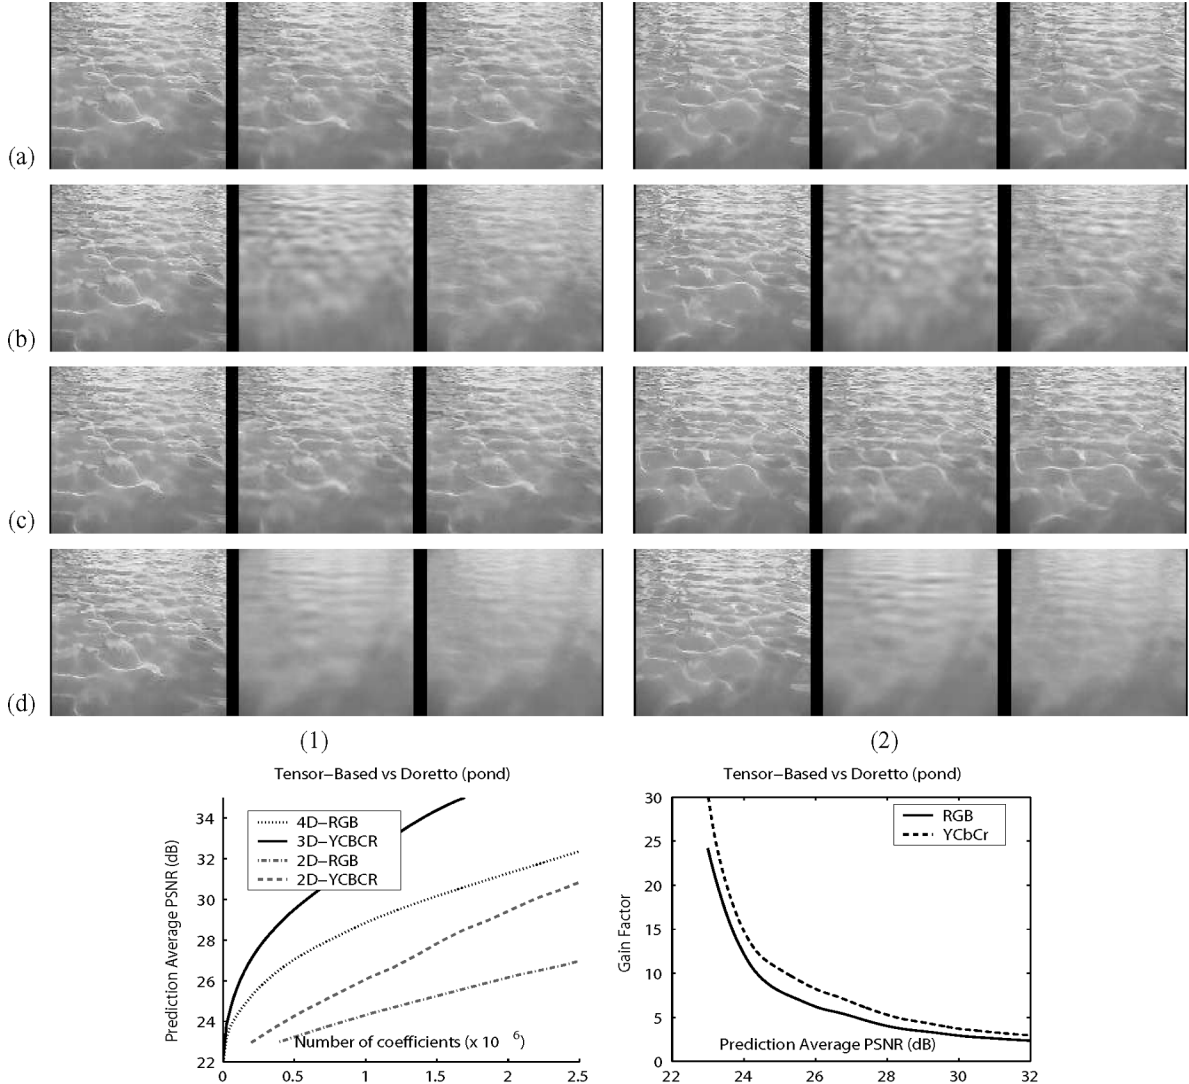 (a)
(b)
(c)
(d)
(1)
(2)
Tensor-Based vs Doretto (pond)
Prediction Average PSNR (dB)
34
32
30
28
26
24
22
4D-RGB
3D-YCBCR
2D-RGB
2D-YCBCR
Number of coefficients (x 10 6)
0 0.5 1 1.5 2 2.5
Tensor-Based vs Doretto (pond)
Gain Factor
30
25
20
15
10
5
0
RGB
YCbCr
Prediction Average PSNR (dB)
22 24 26 28 30 32